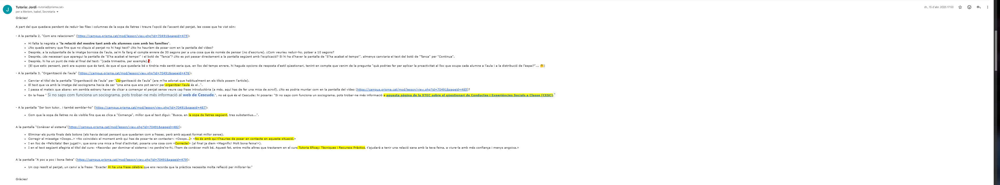 J
Tutoria: Jordi <tutoria@prisma.cat>
dt., 15 d'abr. 2025 17:53
per a Meriem, Isabel, Secretaria
Gràcies!
A part del que quedava pendent de reduir les files i columnes de la sopa de lletres i treure l'opció de l'accent del penjat, les coses que he vist són:
- A la pantalla 2, "Com ens relacionem" (https://campus.prisma.cat/mod/lesson/view.php?id=70491&pageid=475):
• Hi falta la negreta a "la relació del mestre tant amb els alumnes com amb les famílies".
• ¿No queda estrany que fins que no cliquis al penjat no hi hagi text? ¿No ho hauríem de posar com en la pantalla del vídeo?
• Després, a la subpantalla de la imatge borrosa de l'aula, se'm fa llarg el compte enrere de 30 segons per a una cosa que és només de pensar (no d'escriure). ¿Com veuríeu reduir-ho, potser a 10 segons?
• Després, ¿és necessari que aparegui la pantalla de "S'ha acabat el temps!" i el botó de "Tanca"? ¿No es pot passar directament a la pantalla següent amb l'explicació? Si hi ha d'haver la pantalla de "S'ha acabat el temps!", almenys canviaria el text del botó de "Tanca" per "Continua".
• Després, hi ha un punt de més al final del text: "(cada trimestre, per exemple).".
• (El que estic pensant, però ara suposo que és tard, és que el que quedaria bé o tindria més sentit seria que, en lloc del temps enrere, hi hagués opcions de resposta d'estil qüestionari, tenint en compte que venim de la pregunta "què podries fer per aplicar la proactivitat al lloc que ocupa cada alumne a l'aula i a la distribució de l'espai?"... 🤔)
- A la pantalla 3, "Organització de l'aula" (https://campus.prisma.cat/mod/lesson/view.php?id=70491&pageid=476):
• Canviar el títol de la pantalla "Organització de l'aula" per "L'organització de l'aula" (ara m'he adonat que habitualment en els títols posem l'article).
• El text que va amb la imatge del sociograma havia de ser "Una eina que ens pot servir per organitzar l'aula és el...".
• I passa el mateix que abans: em sembla estrany haver de clicar a començar el penjat sense veure cap frase introductòria (a més, aquí has de fer una mica de scroll). ¿No es podria muntar com en la pantalla del vídeo (https://campus.prisma.cat/mod/lesson/view.php?id=70491&pageid=485)?
• En la frase " Si no saps com funciona un sociograma, pots trobar-ne més informació al web de Cescude.", no sé què és el Cescude; hi posaria: "Si no saps com funciona un sociograma, pots trobar-ne més informació a aquesta pàgina de la XTEC sobre el qüestionari de Conductes i Experiències Socials a Classe (CESC)."
- A la pantalla "Ser bon tutor... i també semblar-ho" (https://campus.prisma.cat/mod/lesson/view.php?id=70491&pageid=487):
• Com que la sopa de lletres no és visible fins que es clica a "Comença", millor que el text digui: "Busca, en la sopa de lletres següent, tres substantius...".
A la pantalla "Conèixer el sistema"(https://campus.prisma.cat/mod/lesson/view.php?id=70491&pageid=482):
• Eliminar els punts finals dels botons (els havia deixat pensant que quedarien com a frases, però amb aquest format millor sense).
• Corregir el missatge «Ooops..» «No coincideix el moment amb qui has de posar-te en contacte»: «Ooops...» «No és amb qui t'hauries de posar en contacte en aquesta situació.»
• I en lloc de «Felicitats! Ben jugat!», que sona una mica a final d'activitat, posaria una cosa com «Correcte!» (al final ja diem «Magnífic! Molt bona feina!»).
• I en el text següent afegiria el títol del curs: «Recorda: per dominar el sistema i no perdre'ns-hi, l'hem de conèixer molt bé. Aquest fet, entre molts altres que tractarem en el curs Tutoria Eficaç: Tècniques i Recursos Pràctics, t'ajudarà a tenir una relació sana amb la teva feina, a viure-la amb més confiança i menys angoixa.»
A la pantalla "A poc a poc i bona lletra" (https://campus.prisma.cat/mod/lesson/view.php?id=70491&pageid=479):
• Un cop resolt el penjat, un canvi a la frase: "Exacte! Hi ha una frase cèlebre que ens recorda que la pràctica necessita molta reflexió per millorar-la:"
Gràcies!